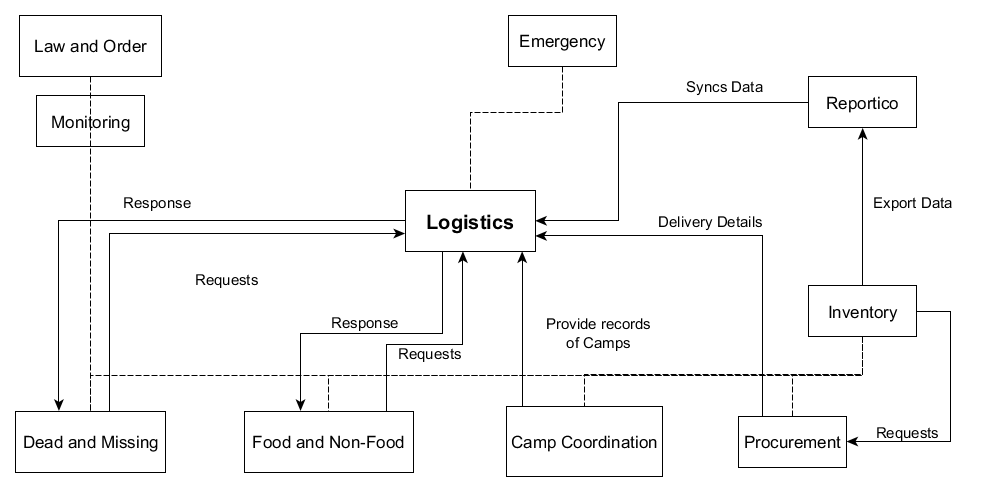 Law and Order
Emergency
Syncs Data
Reportico
Monitoring
Response
Export Data
Logistics
Delivery Details
Requests
Inventory
Response
Provide records
of Camps
Requests
Dead and Missing
Food and Non-Food
Camp Coordination
Procurement
Requests